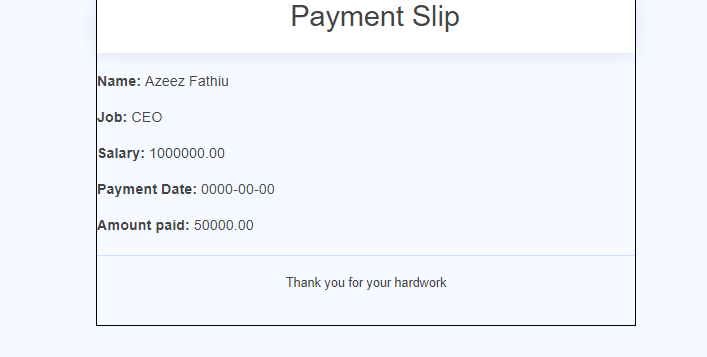 Payment Slip
Name: Azeez Fathiu
Job: CEO
Salary: 1000000.00
Payment Date: 0000-00-00
Amount paid: 50000.00
Thank you for your hardwork